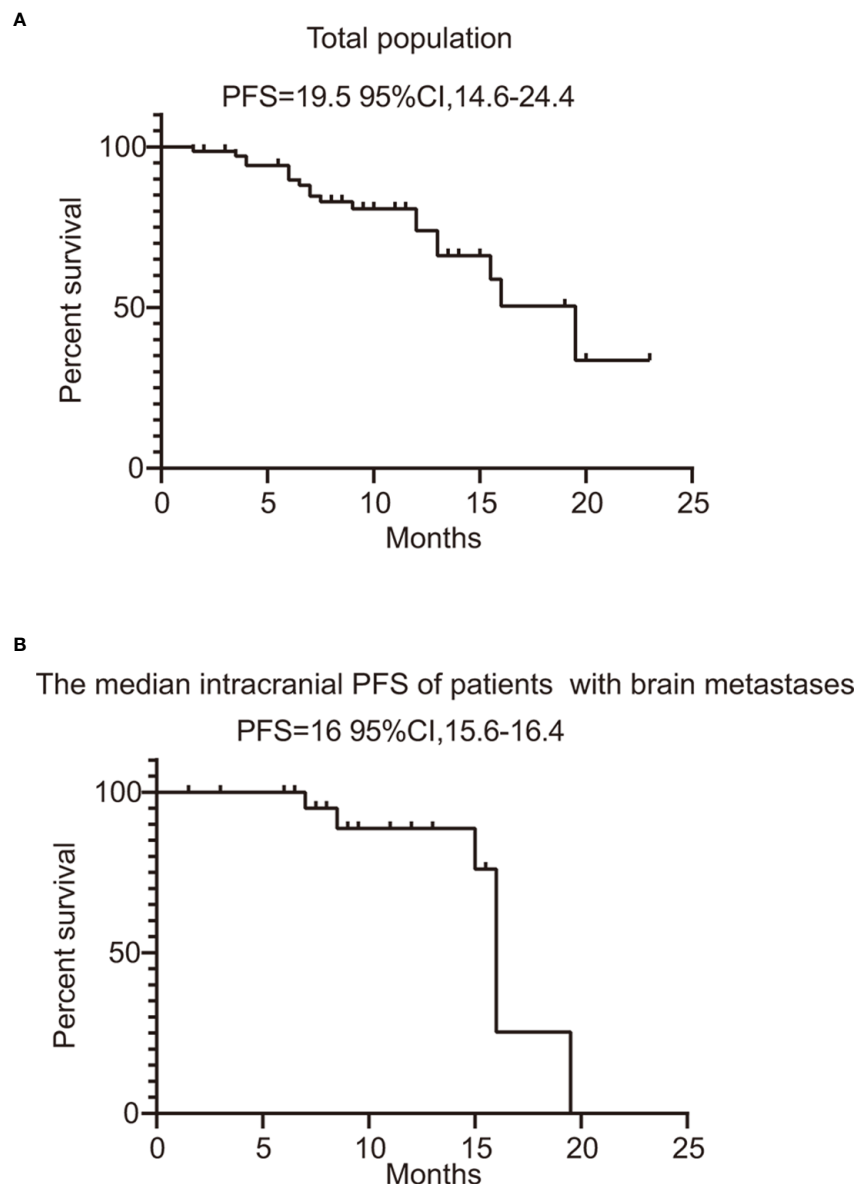 A
Total population
PFS=19.5 95%CI,14.6-24.4
100
50
0
Percent survival
0 5 10 15 20 25
Months
B
The median intracranial PFS of patients with brain metastases
PFS=16 95%CI,15.6-16.4
100
50
0
Percent survival
0 5 10 15 20 25
Months